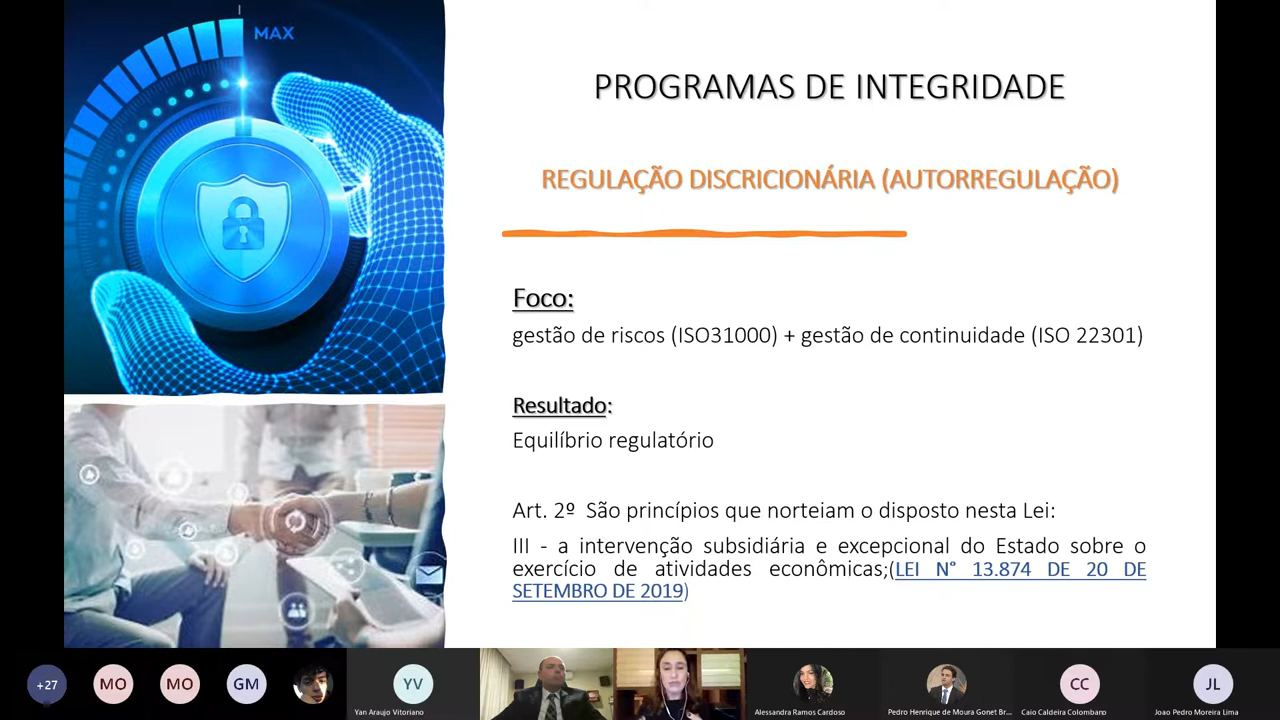 MAX
PROGRAMAS DE INTEGRIDADE
REGULAÇÃO DISCRICIONÁRIA (AUTORREGULAÇÃO)
Foco:
gestão de riscos (ISO31000) + gestão de continuidade (ISO 22301)
Resultado:
Equilíbrio regulatório
Art. 2º São princípios que norteiam o disposto nesta Lei:
III - a intervenção subsidiária e excepcional do Estado sobre o
exercício de atividades econômicas;(LEI N° 13.874 DE 20 DE
SETEMBRO DE 2019)
+27
MO
MO
GM
YV
Yan Araujo Vitoriano
Alessandra Ramos Cardoso
Pedro Henrique de Moura Gonet Br...
CC
Caio Caldeira Colombano
JL
Joao Pedro Moreira Lima